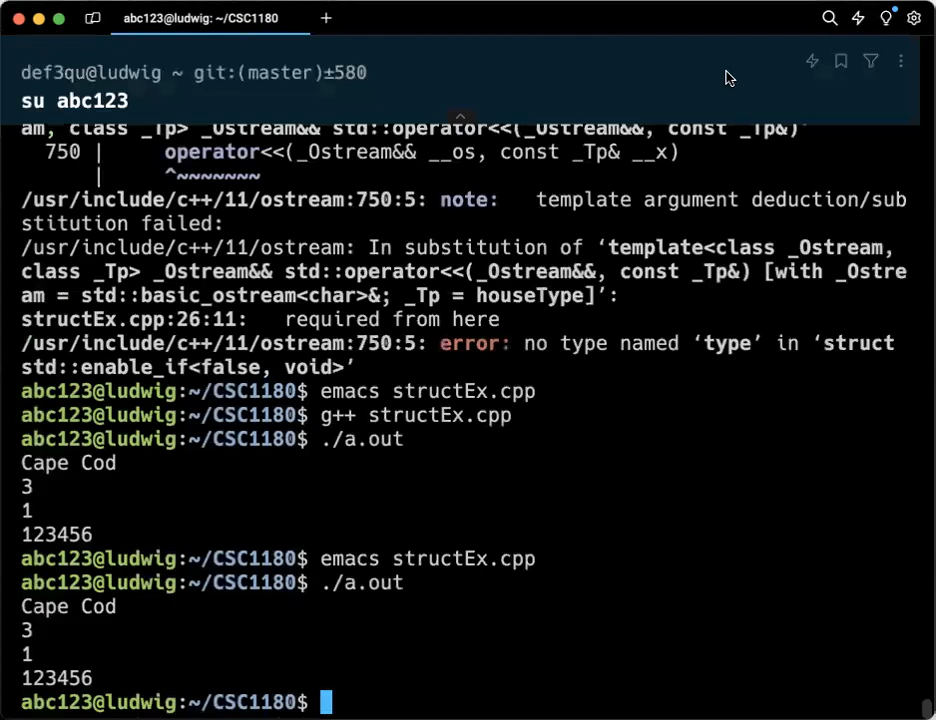 abc123@ludwig: ~/CSC1180
def3qu@ludwig ~ git:(master)±580
su abc123
am, class _Tp> _Ostream&& std::operator<<(_Ostream&&, const _Tp&)’
750 |     operator<<(_Ostream&& __os, const _Tp& __x)
|     ^~~~~~~~
/usr/include/c++/11/ostream:750:5: note:   template argument deduction/sub
stitution failed:
/usr/include/c++/11/ostream: In substitution of ‘template<class _Ostream,
class _Tp> _Ostream&& std::operator<<(_Ostream&&, const _Tp&) [with _Ostre
am = std::basic_ostream<char>&; _Tp = houseType]’:
structEx.cpp:26:11:   required from here
/usr/include/c++/11/ostream:750:5: error: no type named ‘type’ in ‘struct
std::enable_if<false, void>’
abc123@ludwig:~/CSC1180$ emacs structEx.cpp
abc123@ludwig:~/CSC1180$ g++ structEx.cpp
abc123@ludwig:~/CSC1180$ ./a.out
Cape Cod
3
1
123456
abc123@ludwig:~/CSC1180$ emacs structEx.cpp
abc123@ludwig:~/CSC1180$ ./a.out
Cape Cod
3
1
123456
abc123@ludwig:~/CSC1180$